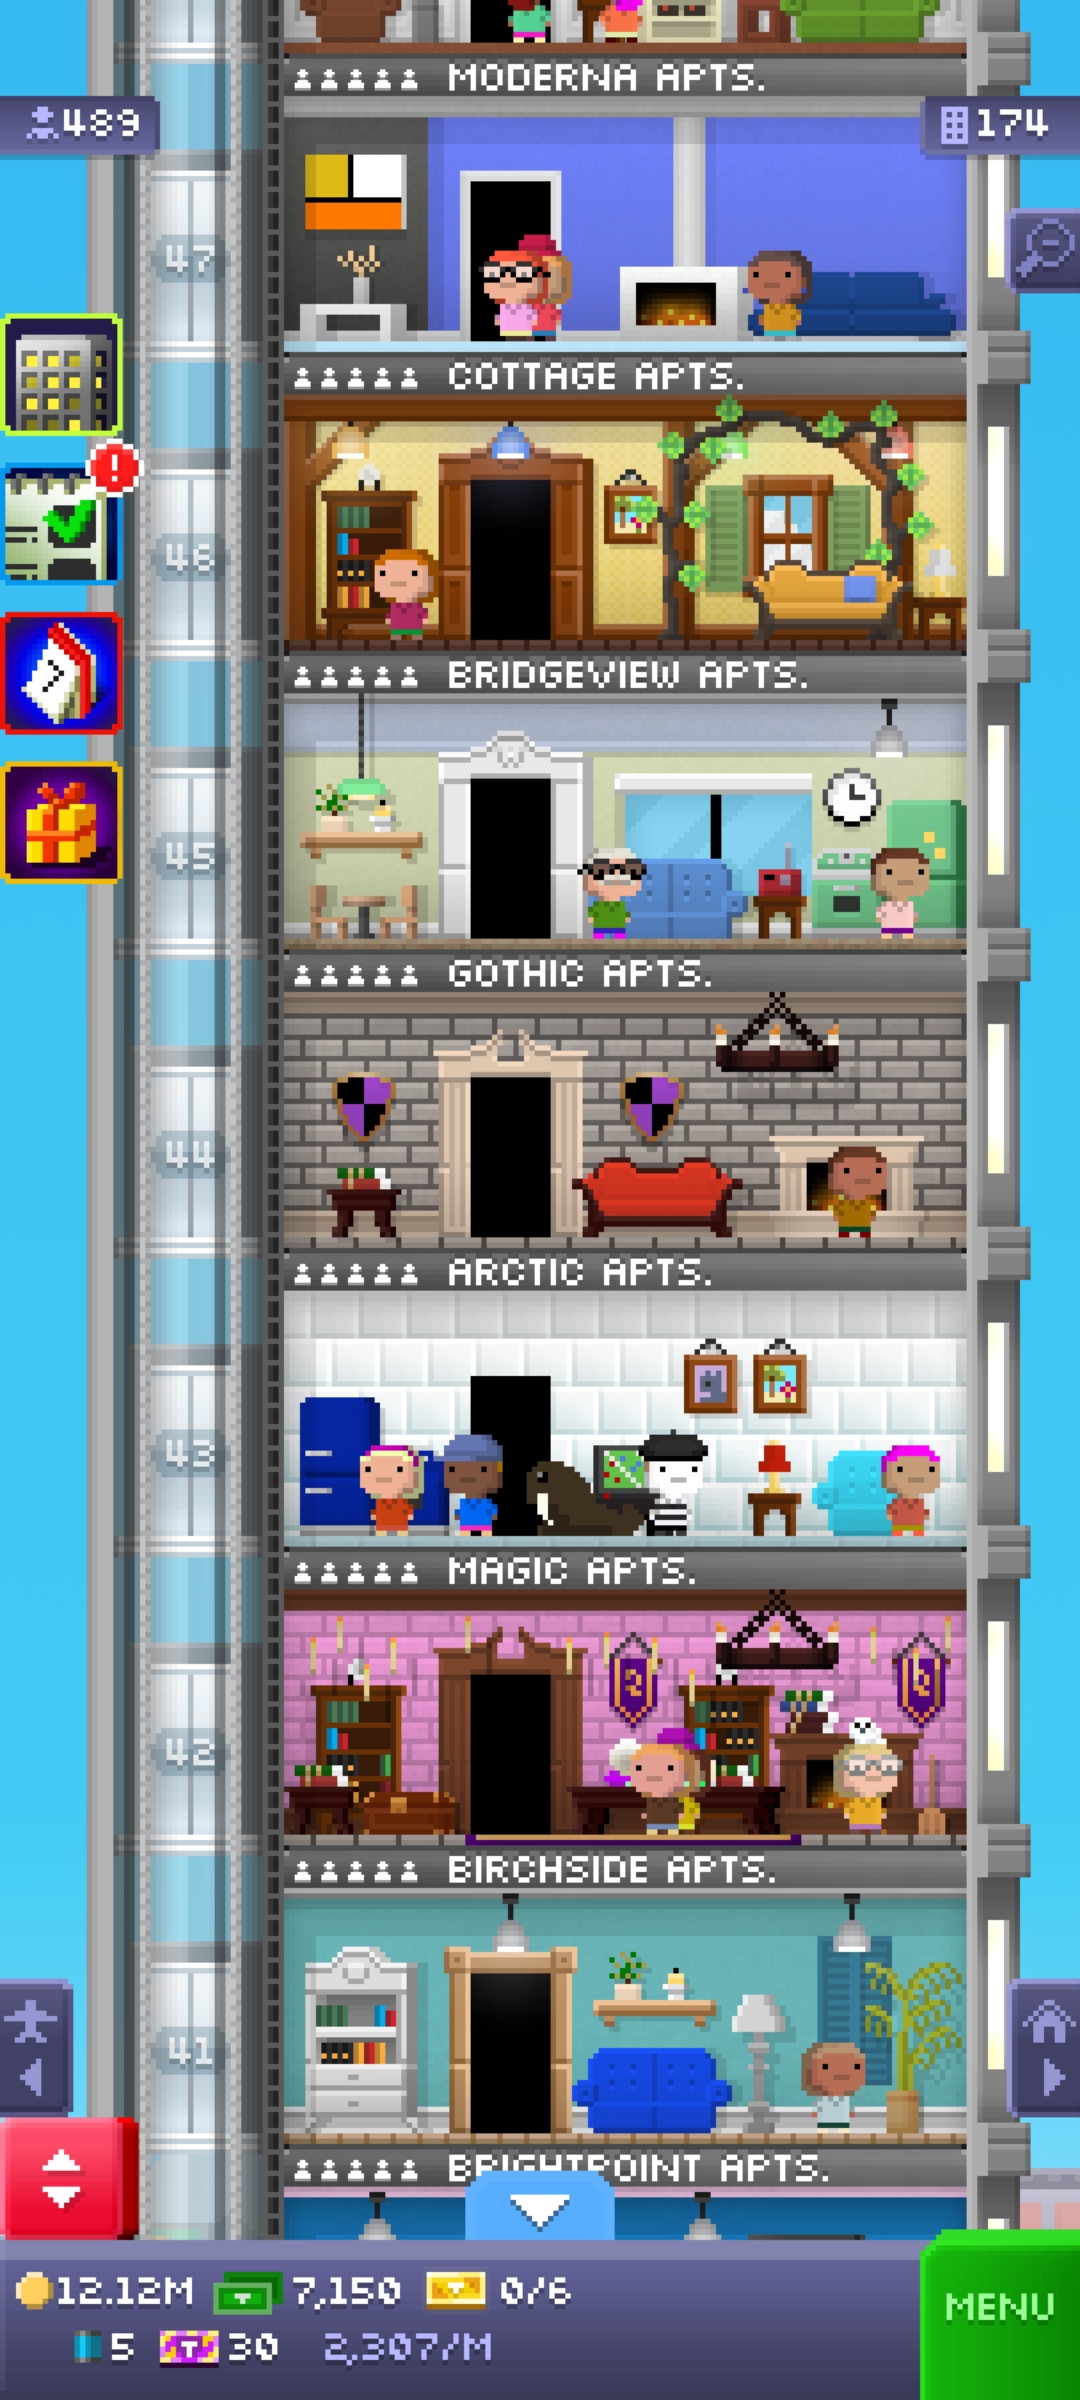 MODERNA APTS.
489
174
47
COTTAGE APTS.
46
BRIDGEVIEW APTS.
45
GOTHIC APTS.
44
ARCTIC APTS.
43
MAGIC APTS.
42
BIRCHSIDE APTS.
41
BRIGHTPOINT APTS.
12.12M 7,150 0/6
MENU
5 30 2,307/M